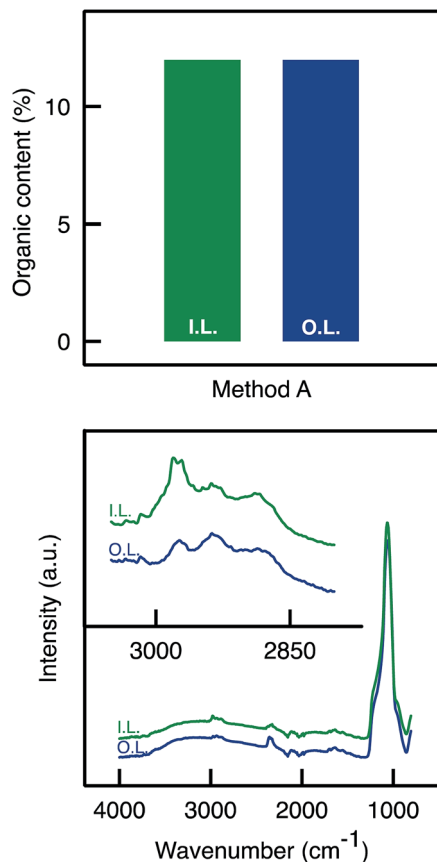 Organic content (%)
10
5
0
I.L.
O.L.
Method A
Intensity (a.u.)
I.L.
O.L.
3000
2850
I.L.
O.L.
4000
3000
2000
1000
Wavenumber (cm⁻¹)